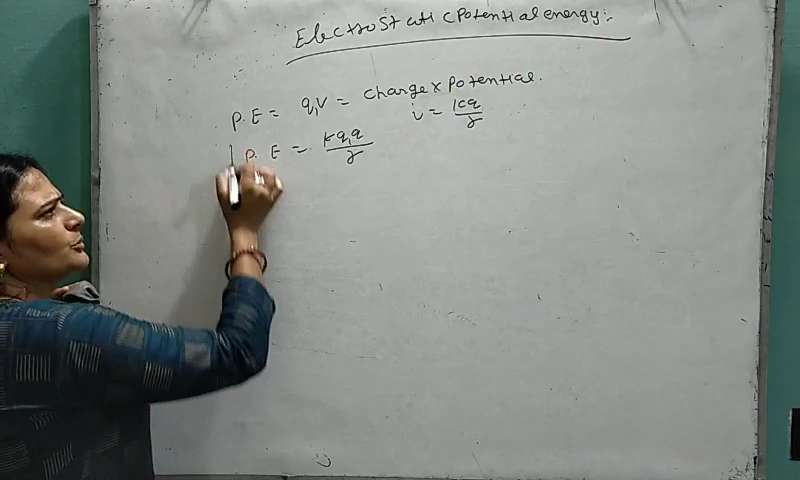 Electrostatic Potential energy:-
P.E = q₁V = Charge x Potential.
V = Kq/r
P.E = Kq₁q/r